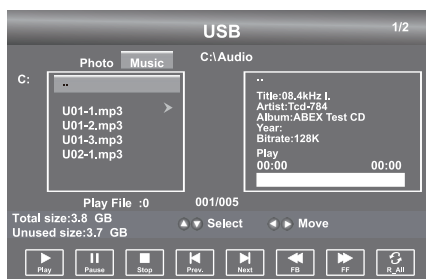 USB
1/2
Photo Music C:\Audio
C:
..
U01-1.mp3
U01-2.mp3
U01-3.mp3
U02-1.mp3
..
Title:08,4kHz l.
Artist:Tcd-784
Album:ABEX Test CD
Year:
Bitrate:128K
Play
00:00 00:00
Play File :0 001/005
Total size:3.8 GB
Unused size:3.7 GB
Select Move
Play Pause Stop Prev. Next FB FF R_All